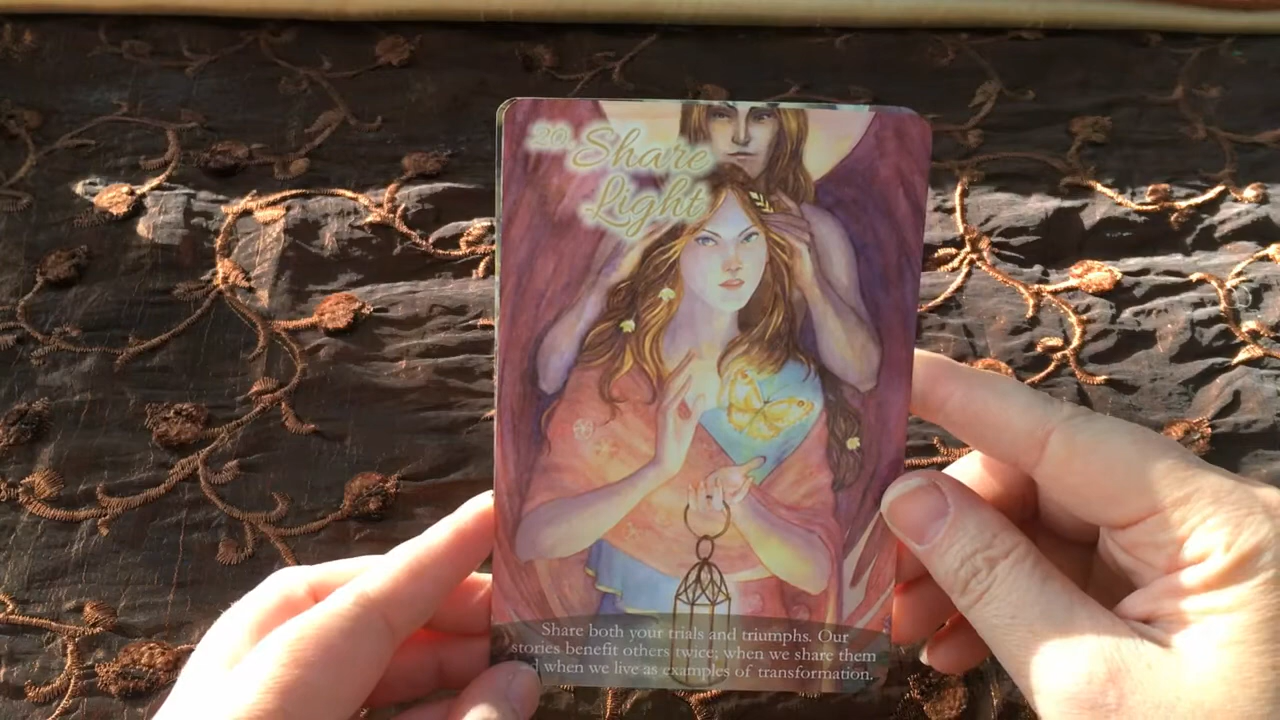 20. Share
Light
Share both your trials and triumphs. Our
stories benefit others twice; when we share them
when we live as examples of transformation.